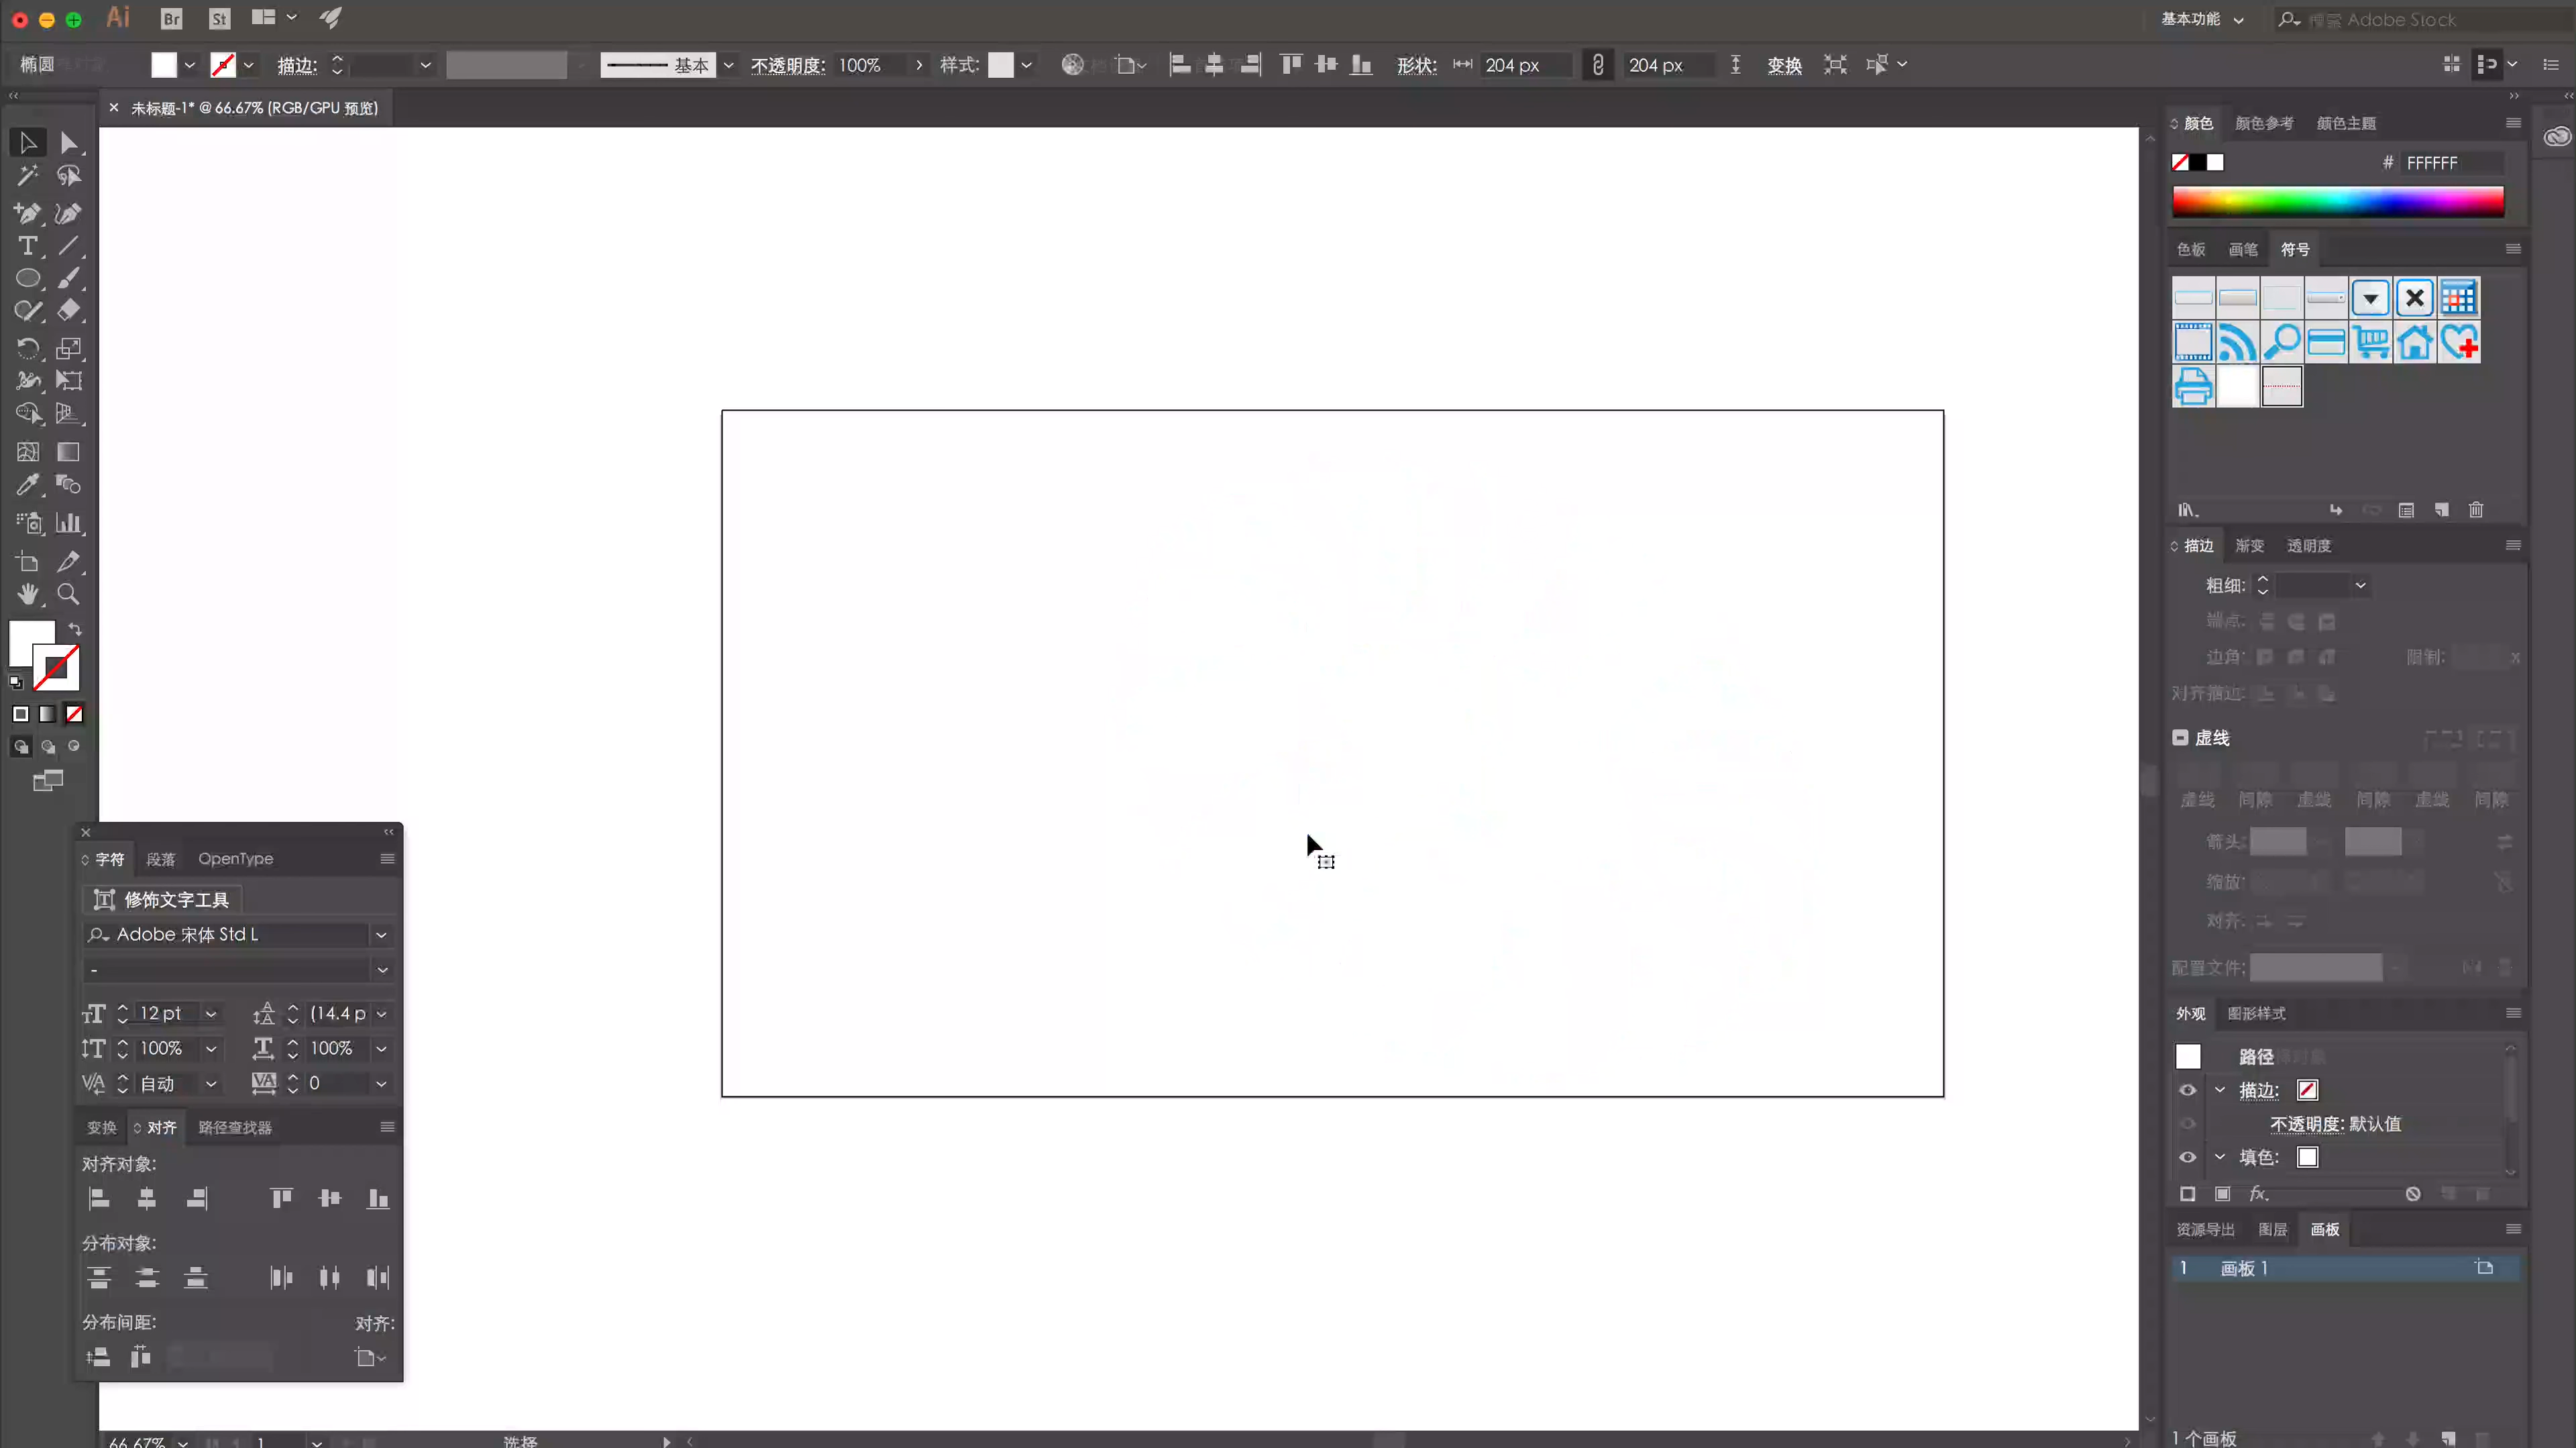 Ai Br St 基本功能 搜索 Adobe Stock
椭圆 描边: 基本 不透明度: 100% 样式: 形状: 204 px 204 px 变换
× 未标题-1* @ 66.67% (RGB/GPU 预览)
颜色 颜色参考 颜色主题
# FFFFFF
色板 画笔 符号
描边 渐变 透明度
粗细:
端点:
边角: 限制: x
对齐描边:
虚线
虚线 间隙 虚线 间隙 虚线 间隙
箭头:
缩放:
对齐:
配置文件:
外观 图形样式
路径
描边:
不透明度: 默认值
填色:
fx.
资源导出 图层 画板
1 画板 1
1 个画板
字符 段落 OpenType
修饰文字工具
Adobe 宋体 Std L
-
12 pt (14.4 p
100% 100%
自动 0
变换 对齐 路径查找器
对齐对象:
分布对象:
分布间距: 对齐:
66.67% 1 选择